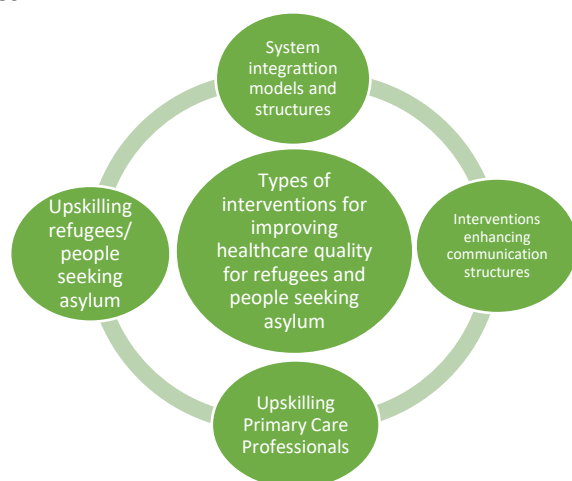 System
integrattion
models and
structures
Types of
interventions for
improving
healthcare quality
for refugees and
people seeking
asylum
Upskilling
refugees/
people
seeking
asylum
Interventions
enhancing
communication
structures
Upskilling
Primary Care
Professionals